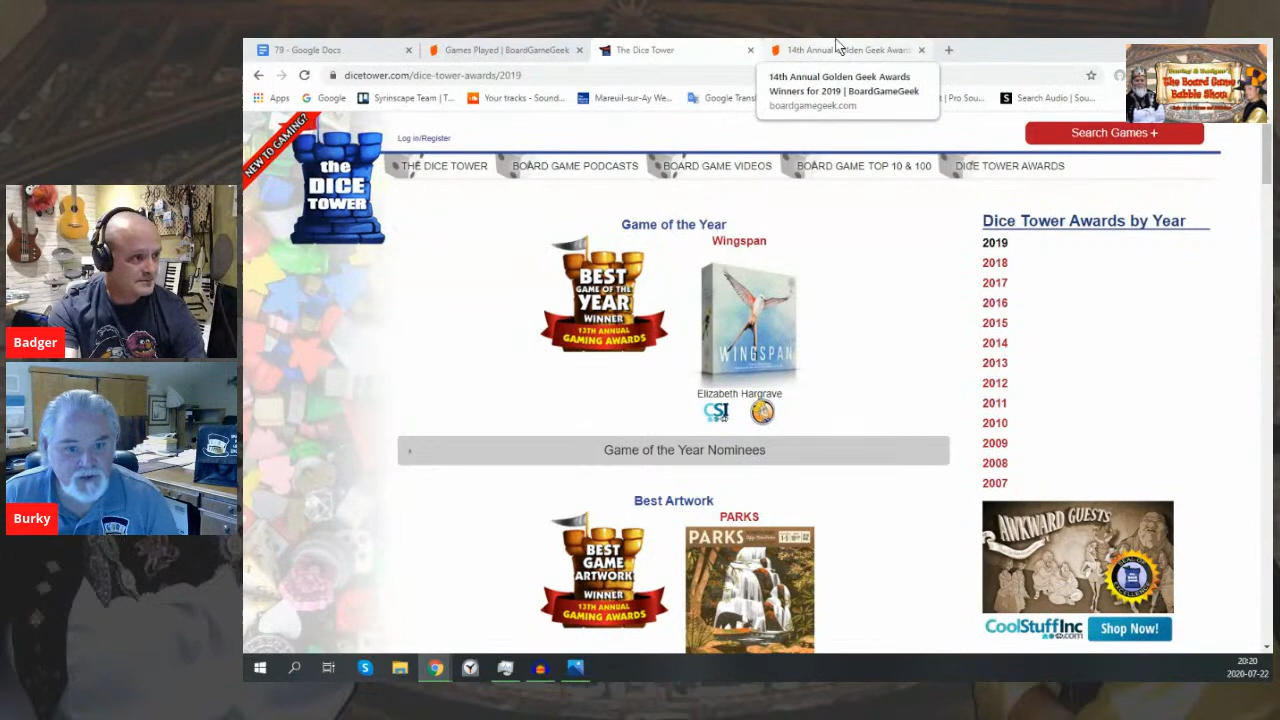 79 - Google Docs
Games Played | BoardGameGeek
The Dice Tower
14th Annual Golden Geek Award
dicetower.com/dice-tower-awards/2019
14th Annual Golden Geek Awards
Winners for 2019 | BoardGameGeek
boardgamegeek.com
Apps
Google
Syrinscape Team | T...
Your tracks - Sound...
Mareuil-sur-Ay We...
Google Transl
t | Pro Sou...
Search Audio | Sou...
The Board Game
Babble Show
NEW TO GAMING?
the
DICE
TOWER
Log in/Register
Search Games +
THE DICE TOWER
BOARD GAME PODCASTS
BOARD GAME VIDEOS
BOARD GAME TOP 10 & 100
DICE TOWER AWARDS
Game of the Year
Wingspan
BEST
GAME OF THE
YEAR
WINNER
13TH ANNUAL
GAMING AWARDS
WINGSPAN
Elizabeth Hargrave
CSI
Game of the Year Nominees
Best Artwork
PARKS
BEST
GAME
ARTWORK
WINNER
13TH ANNUAL
GAMING AWARDS
PARKS
Dice Tower Awards by Year
2019
2018
2017
2016
2015
2014
2013
2012
2011
2010
2009
2008
2007
AWKWARD GUESTS
SEAL OF
EXCELLENCE
CoolStuffInc
.com
Shop Now!
Badger
Burky
20:20
2020-07-22